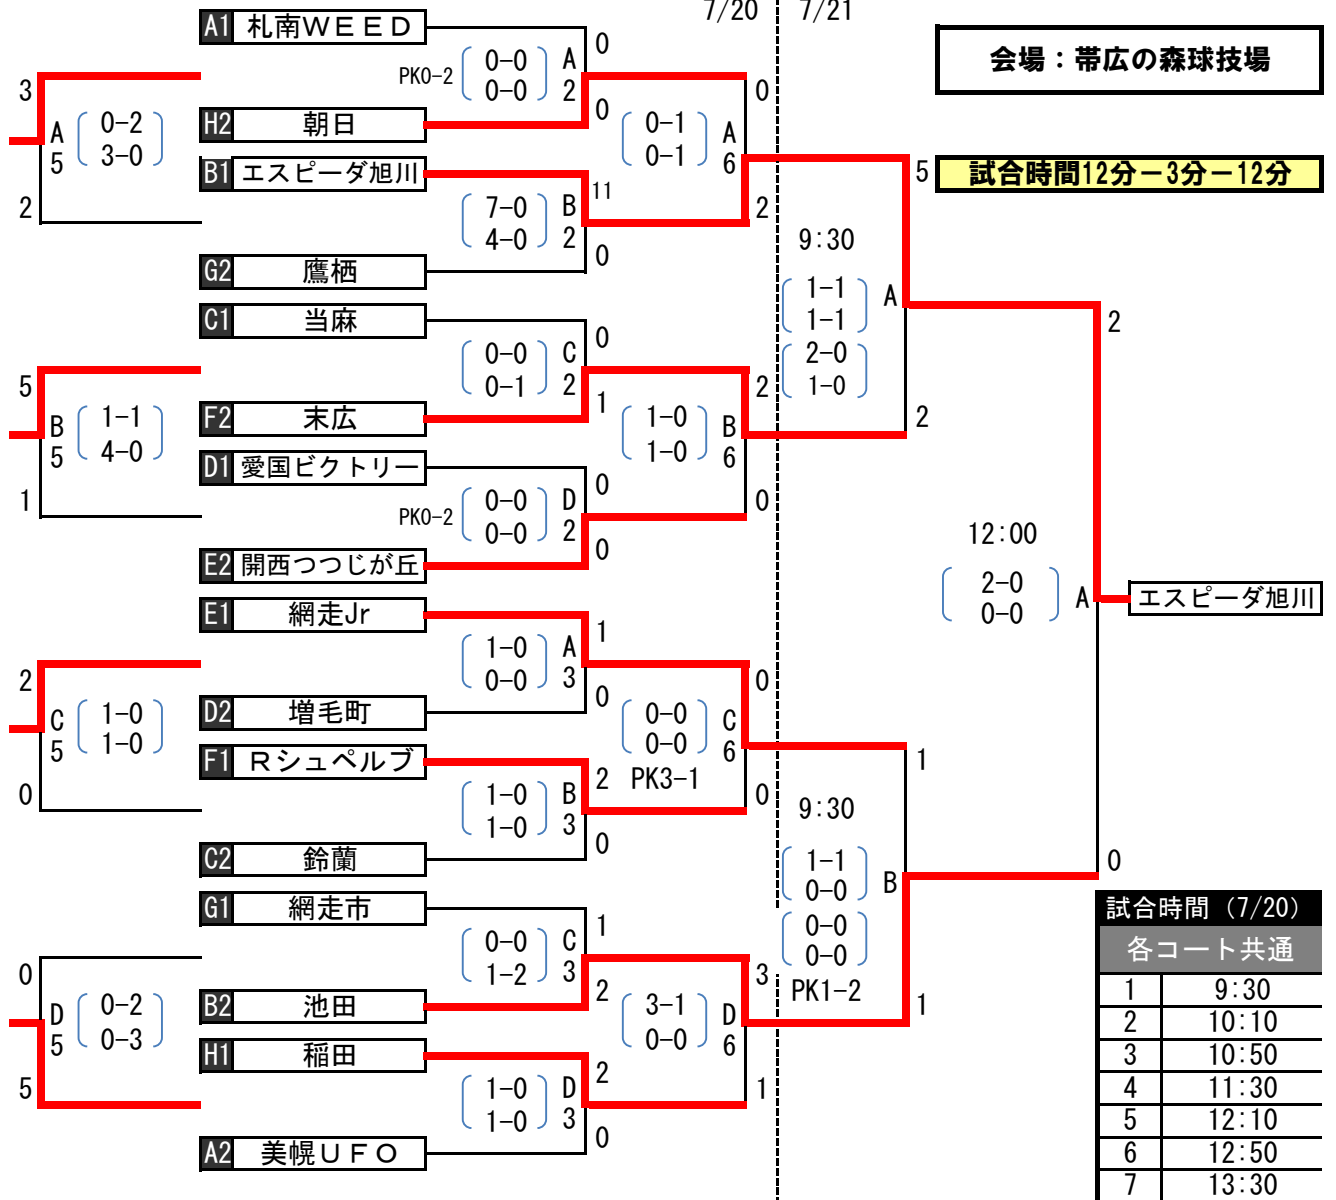 7/20 7/21
会場：帯広の森球技場
試合時間12分－3分－12分
A1 札南ＷＥＥＤ
H2 朝日
B1 エスピーダ旭川
G2 鷹栖
C1 当麻
F2 末広
D1 愛国ビクトリー
E2 開西つつじが丘
E1 網走Jr
D2 増毛町
F1 Ｒシュペルブ
C2 鈴蘭
G1 網走市
B2 池田
H1 稲田
A2 美幌ＵＦＯ
3
A 5
0-2
3-0
2
5
B 5
1-1
4-0
1
2
C 5
1-0
1-0
0
0
D 5
0-2
0-3
5
0
PK0-2
0-0
0-0
A 2
0
11
7-0
4-0
B 2
0
0
0-0
0-1
C 2
1
0
PK0-2
0-0
0-0
D 2
0
1
1-0
0-0
A 3
0
2
1-0
1-0
B 3
0
1
0-0
1-2
C 3
2
2
1-0
1-0
D 3
0
0
0-1
0-1
A 6
2
2
1-0
1-0
B 6
0
0
0-0
0-0
C 6
PK3-1
0
3
3-1
0-0
D 6
1
5
9:30
1-1
1-1
A
2-0
1-0
2
1
9:30
1-1
0-0
B
0-0
0-0
PK1-2
1
2
12:00
2-0
0-0
A
0
エスピーダ旭川
試合時間（7/20）
各コート共通
1 9:30
2 10:10
3 10:50
4 11:30
5 12:10
6 12:50
7 13:30